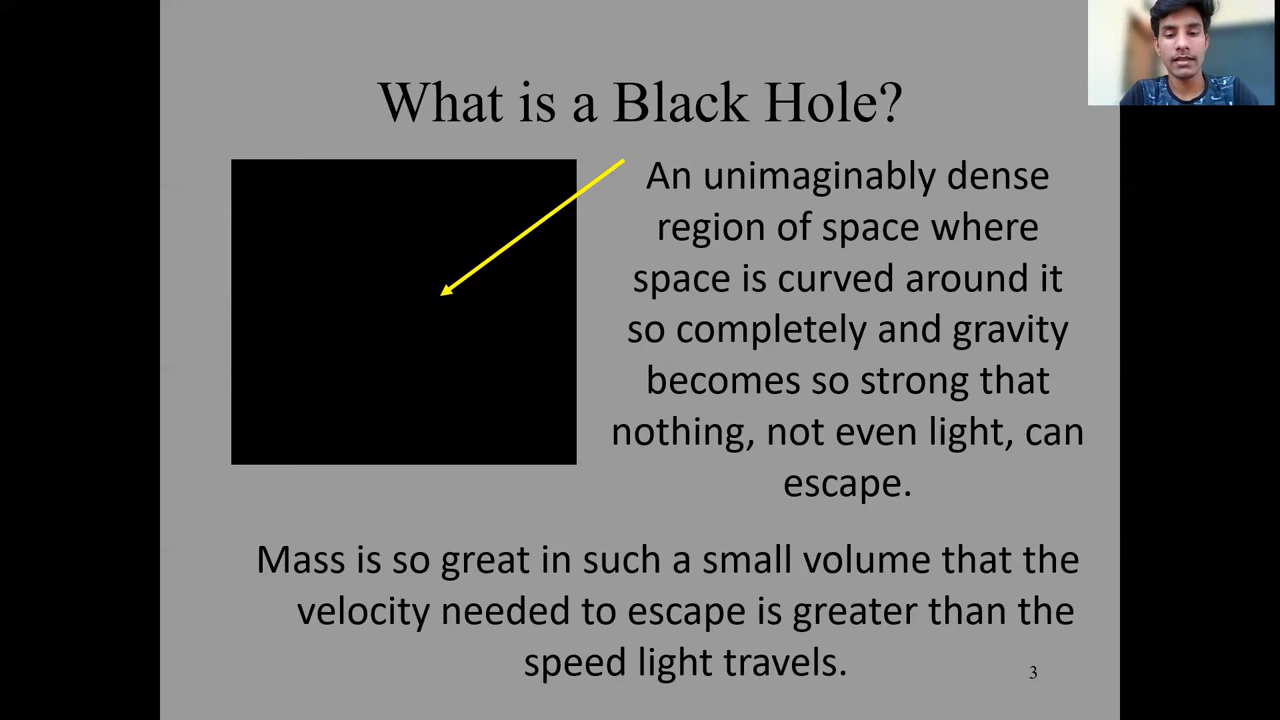 What is a Black Hole?
An unimaginably dense
region of space where
space is curved around it
so completely and gravity
becomes so strong that
nothing, not even light, can
escape.
Mass is so great in such a small volume that the
velocity needed to escape is greater than the
speed light travels.
3